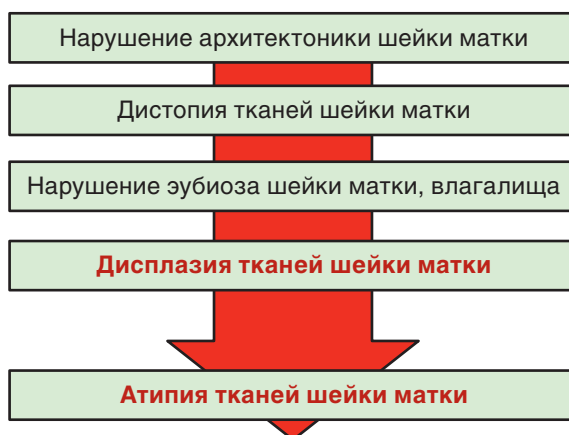 Нарушение архитектоники шейки матки
Дистопия тканей шейки матки
Нарушение эубиоза шейки матки, влагалища
Дисплазия тканей шейки матки
Атипия тканей шейки матки